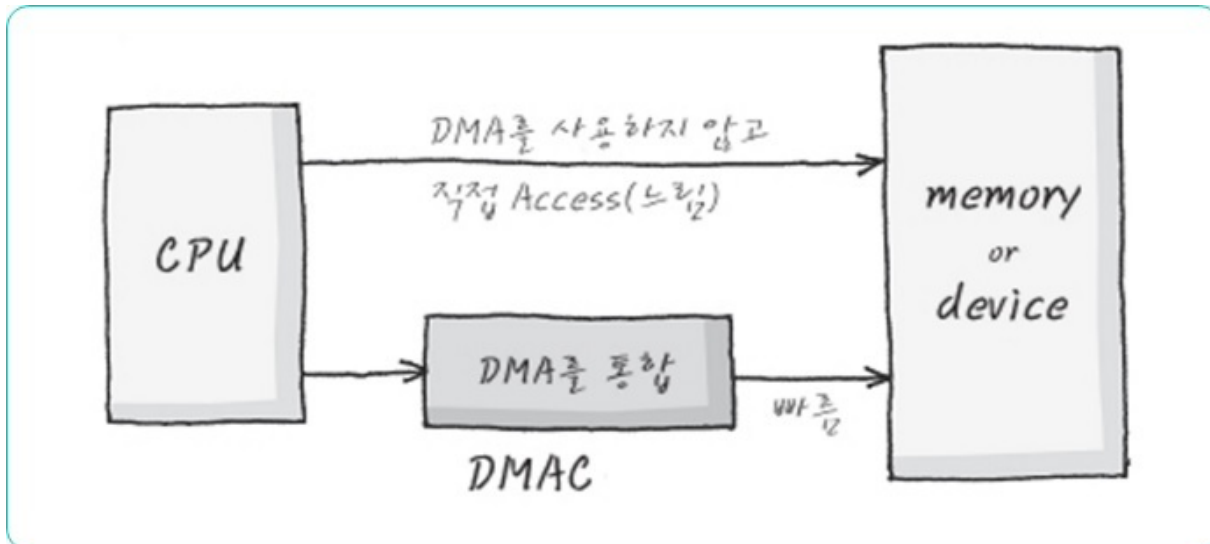 DMA를 사용하지 않고
직접 Access(느림)
CPU
memory
or
device
DMA를 통함
빠름
DMAC